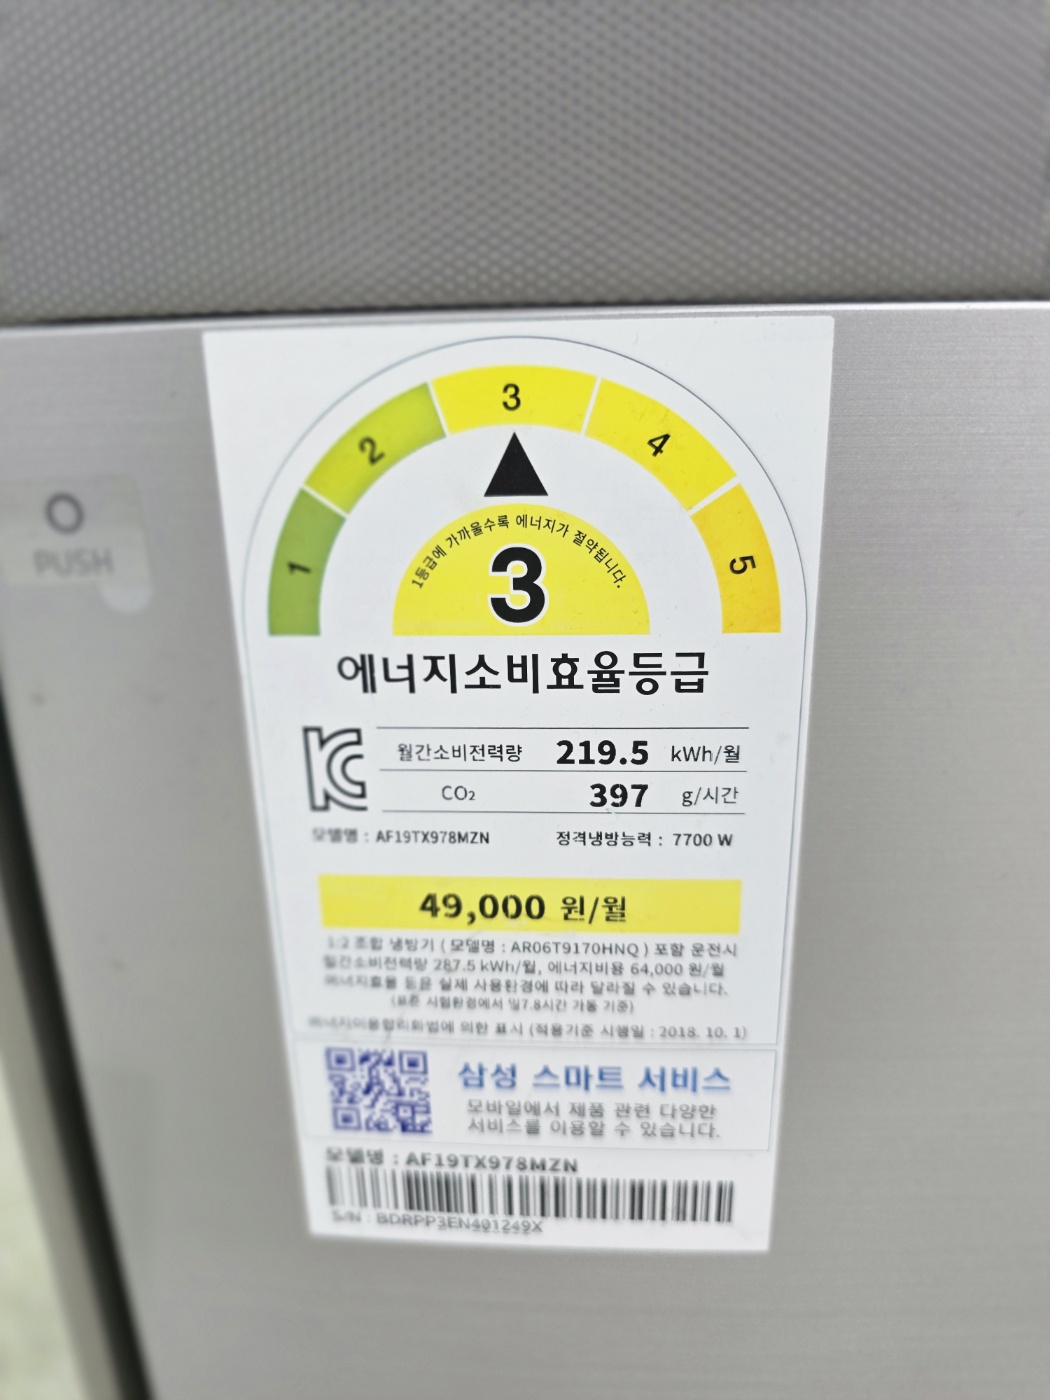 O
PUSH
1
2
3
4
5
1등급에 가까울수록 에너지가 절약됩니다.
3
에너지소비효율등급
월간소비전력량 219.5 kWh/월
CO₂ 397 g/시간
모델명 : AF19TX978MZN 정격냉방능력 : 7700 W
49,000 원/월
1:2 조합 냉방기 ( 모델명 : AR06T9170HNQ ) 포함 운전시
월간소비전력량 287.5 kWh/월, 에너지비용 64,000 원/월
에너지효율 등은 실제 사용환경에 따라 달라질 수 있습니다.
(표준 시험환경에서 일7.8시간 가동 기준)
에너지이용합리화법에 의한 표시 (적용기준 시행일 : 2018. 10. 1)
삼성 스마트 서비스
모바일에서 제품 관련 다양한
서비스를 이용할 수 있습니다.
모델명 : AF19TX978MZN
S/N : BDRPP3EN401249X